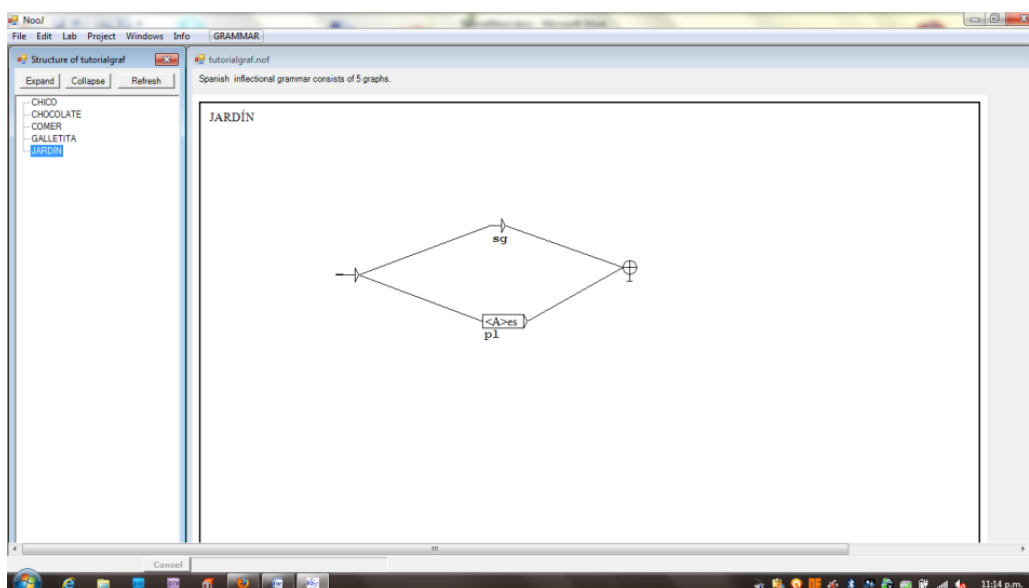 NooJ
File Edit Lab Project Windows Info GRAMMAR
Structure of tutorialgraf
Expand Collapse Refresh
CHICO
CHOCOLATE
COMER
GALLETITA
JARDÍN
tutorialgraf.nof
Spanish inflectional grammar consists of 5 graphs.
JARDÍN
sg
<A>es
pl
Cancel
11:14 p.m.